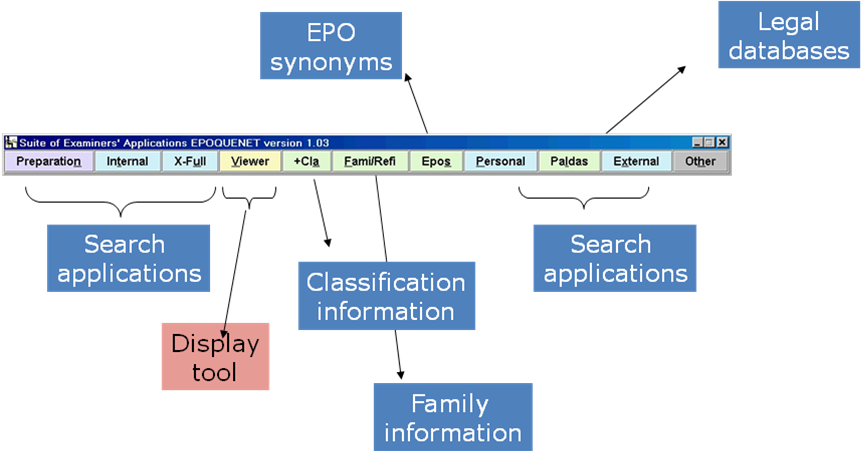 EPO
synonyms
Legal
databases
Suite of Examiners' Applications EPOQUENET version 1.03
Preparation Internal X-Full Viewer +Cla Fami/Refi Epos Personal Paldas External Other
Search
applications
Search
applications
Classification
information
Display
tool
Family
information